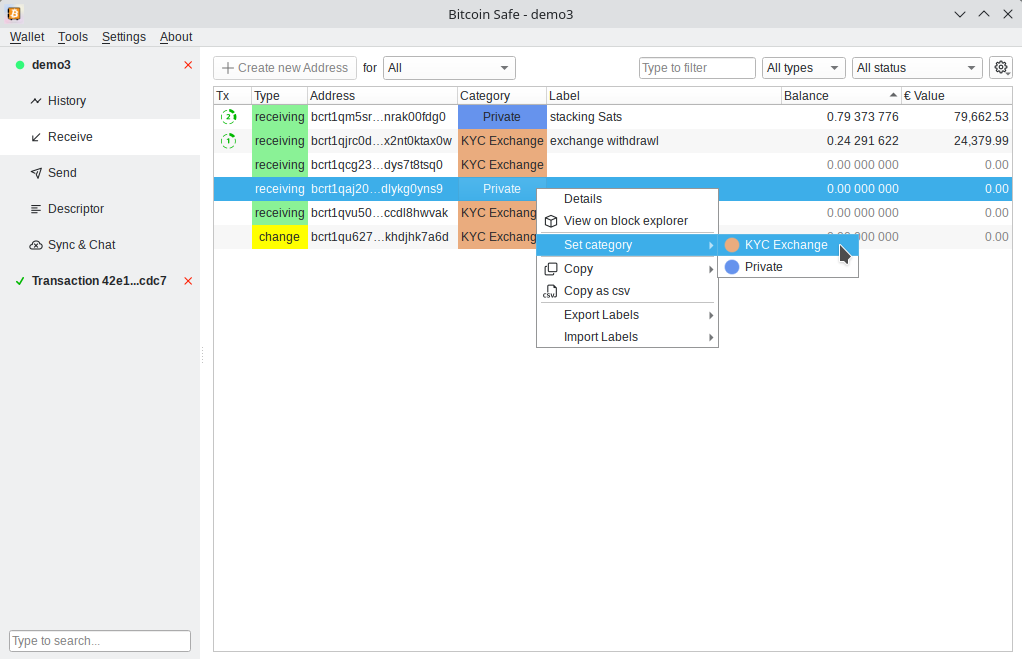 Bitcoin Safe - demo3
Wallet Tools Settings About
demo3
History
Receive
Send
Descriptor
Sync & Chat
Transaction 42e1...cdc7
Type to search...
Create new Address for All Type to filter All types All status
Tx Type Address Category Label Balance € Value
2 receiving bcrt1qm5sr…nrak00fdg0 Private stacking Sats 0.79 373 776 79,662.53
1 receiving bcrt1qjrc0d…x2nt0ktax0w KYC Exchange exchange withdrawl 0.24 291 622 24,379.99
receiving bcrt1qcg23…dys7t8tsq0 KYC Exchange 0.00 000 000 0.00
receiving bcrt1qaj20…dlykg0yns9 Private 0.00 000 000 0.00
receiving bcrt1qvu50…ccdl8hwvak KYC Exchang 0.00 000 000 0.00
change bcrt1qu627…khdjhk7a6d KYC Exchang 00 000 0.00
Details
View on block explorer
Set category
Copy
CSV Copy as csv
Export Labels
Import Labels
KYC Exchange
Private